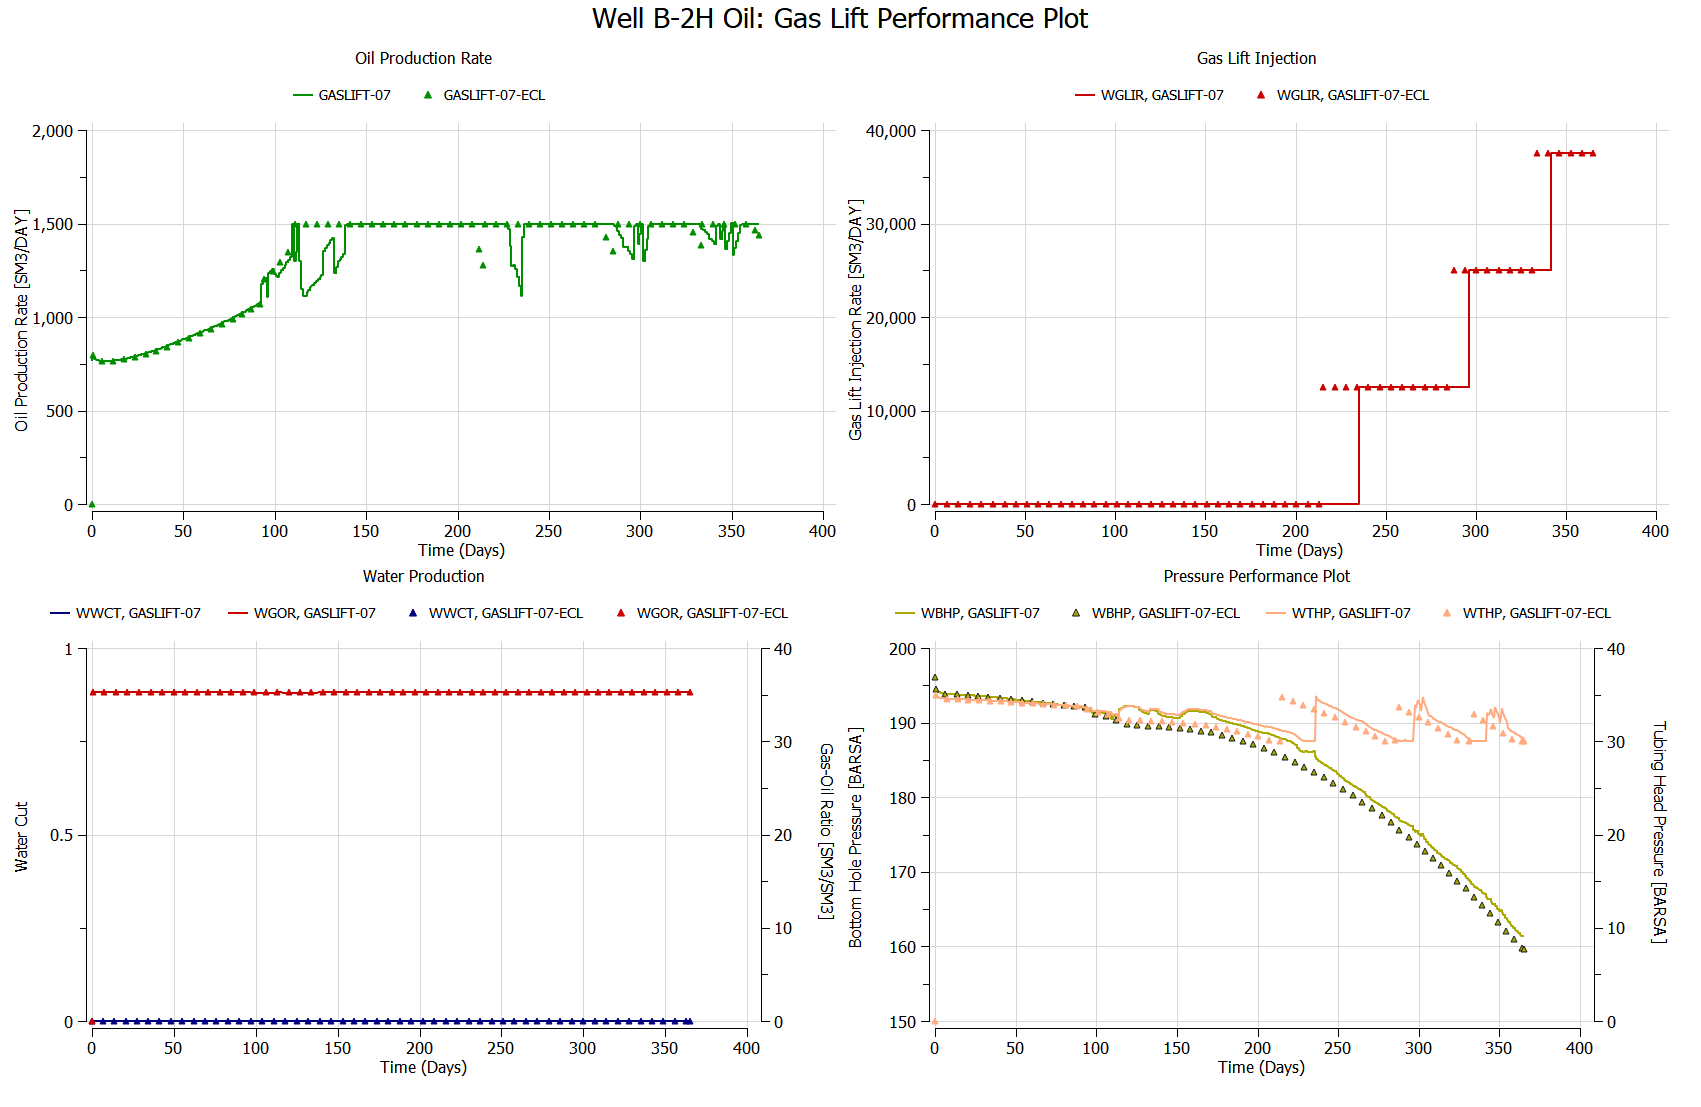 Well B-2H Oil: Gas Lift Performance Plot
Oil Production Rate
GASLIFT-07
GASLIFT-07-ECL
2,000
1,500
1,000
500
0
Oil Production Rate [SM3/DAY]
0 50 100 150 200 250 300 350 400
Time (Days)
Gas Lift Injection
WGLIR, GASLIFT-07
WGLIR, GASLIFT-07-ECL
40,000
30,000
20,000
10,000
0
Gas Lift Injection Rate [SM3/DAY]
0 50 100 150 200 250 300 350 400
Time (Days)
Water Production
WWCT, GASLIFT-07
WGOR, GASLIFT-07
WWCT, GASLIFT-07-ECL
WGOR, GASLIFT-07-ECL
1
0.5
0
Water Cut
40
30
20
10
0
Gas-Oil Ratio [SM3/SM3]
0 50 100 150 200 250 300 350 400
Time (Days)
Pressure Performance Plot
WBHP, GASLIFT-07
WBHP, GASLIFT-07-ECL
WTHP, GASLIFT-07
WTHP, GASLIFT-07-ECL
200
190
180
170
160
150
Bottom Hole Pressure [BARSA]
40
30
20
10
0
Tubing Head Pressure [BARSA]
0 50 100 150 200 250 300 350 400
Time (Days)